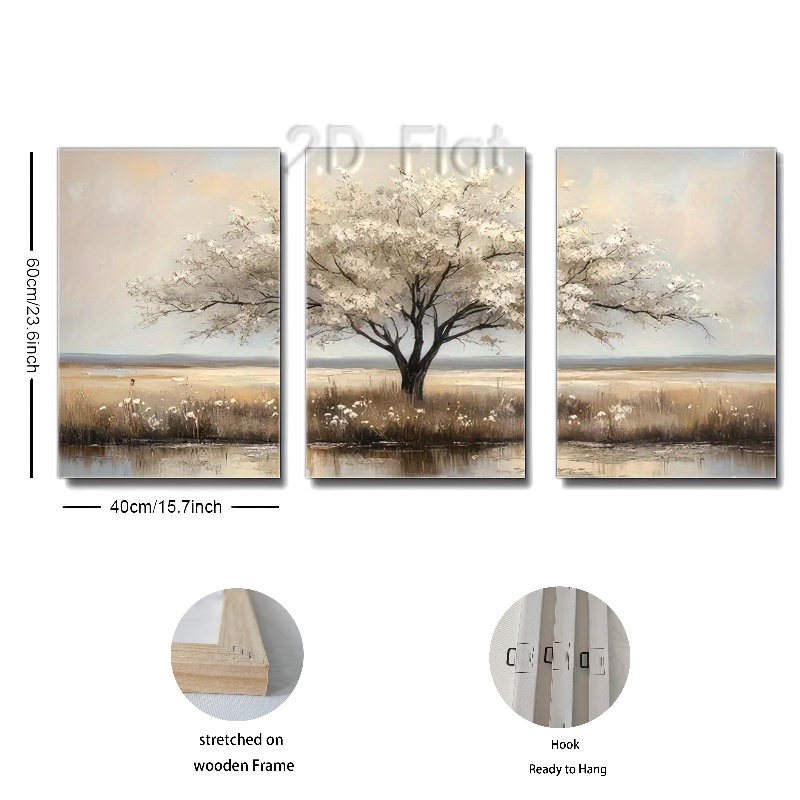 2D Flat
60cm/23.6inch
40cm/15.7inch
stretched on
wooden Frame
Hook
Ready to Hang